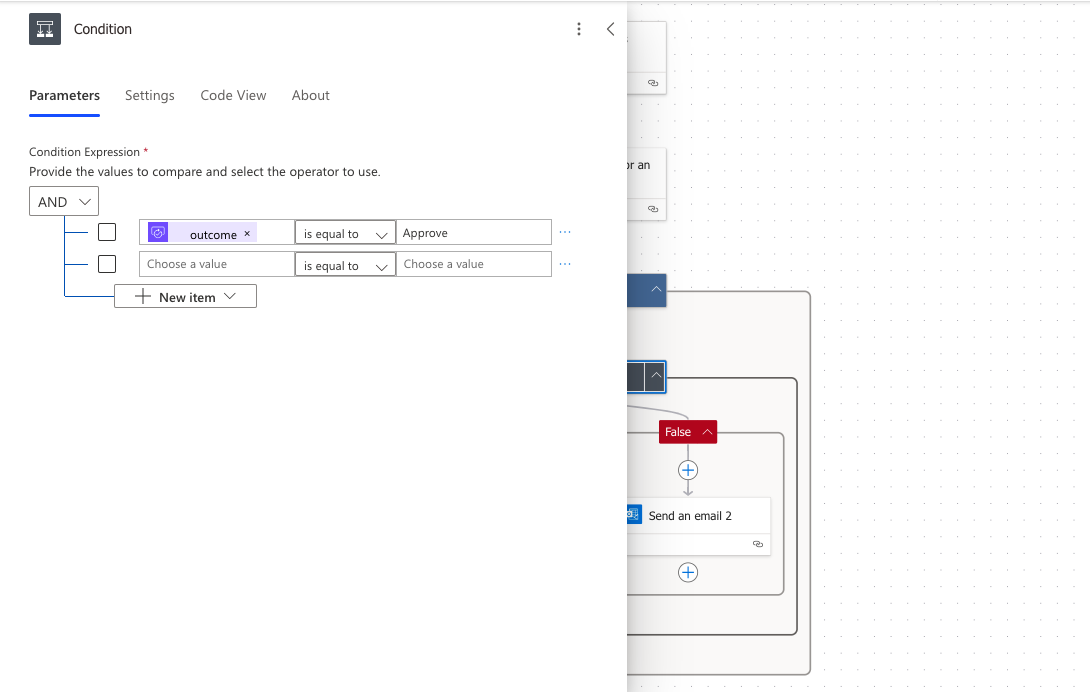 Condition
Parameters Settings Code View About
Condition Expression *
Provide the values to compare and select the operator to use.
AND
outcome × is equal to Approve
Choose a value is equal to Choose a value
New item
or an
False
Send an email 2